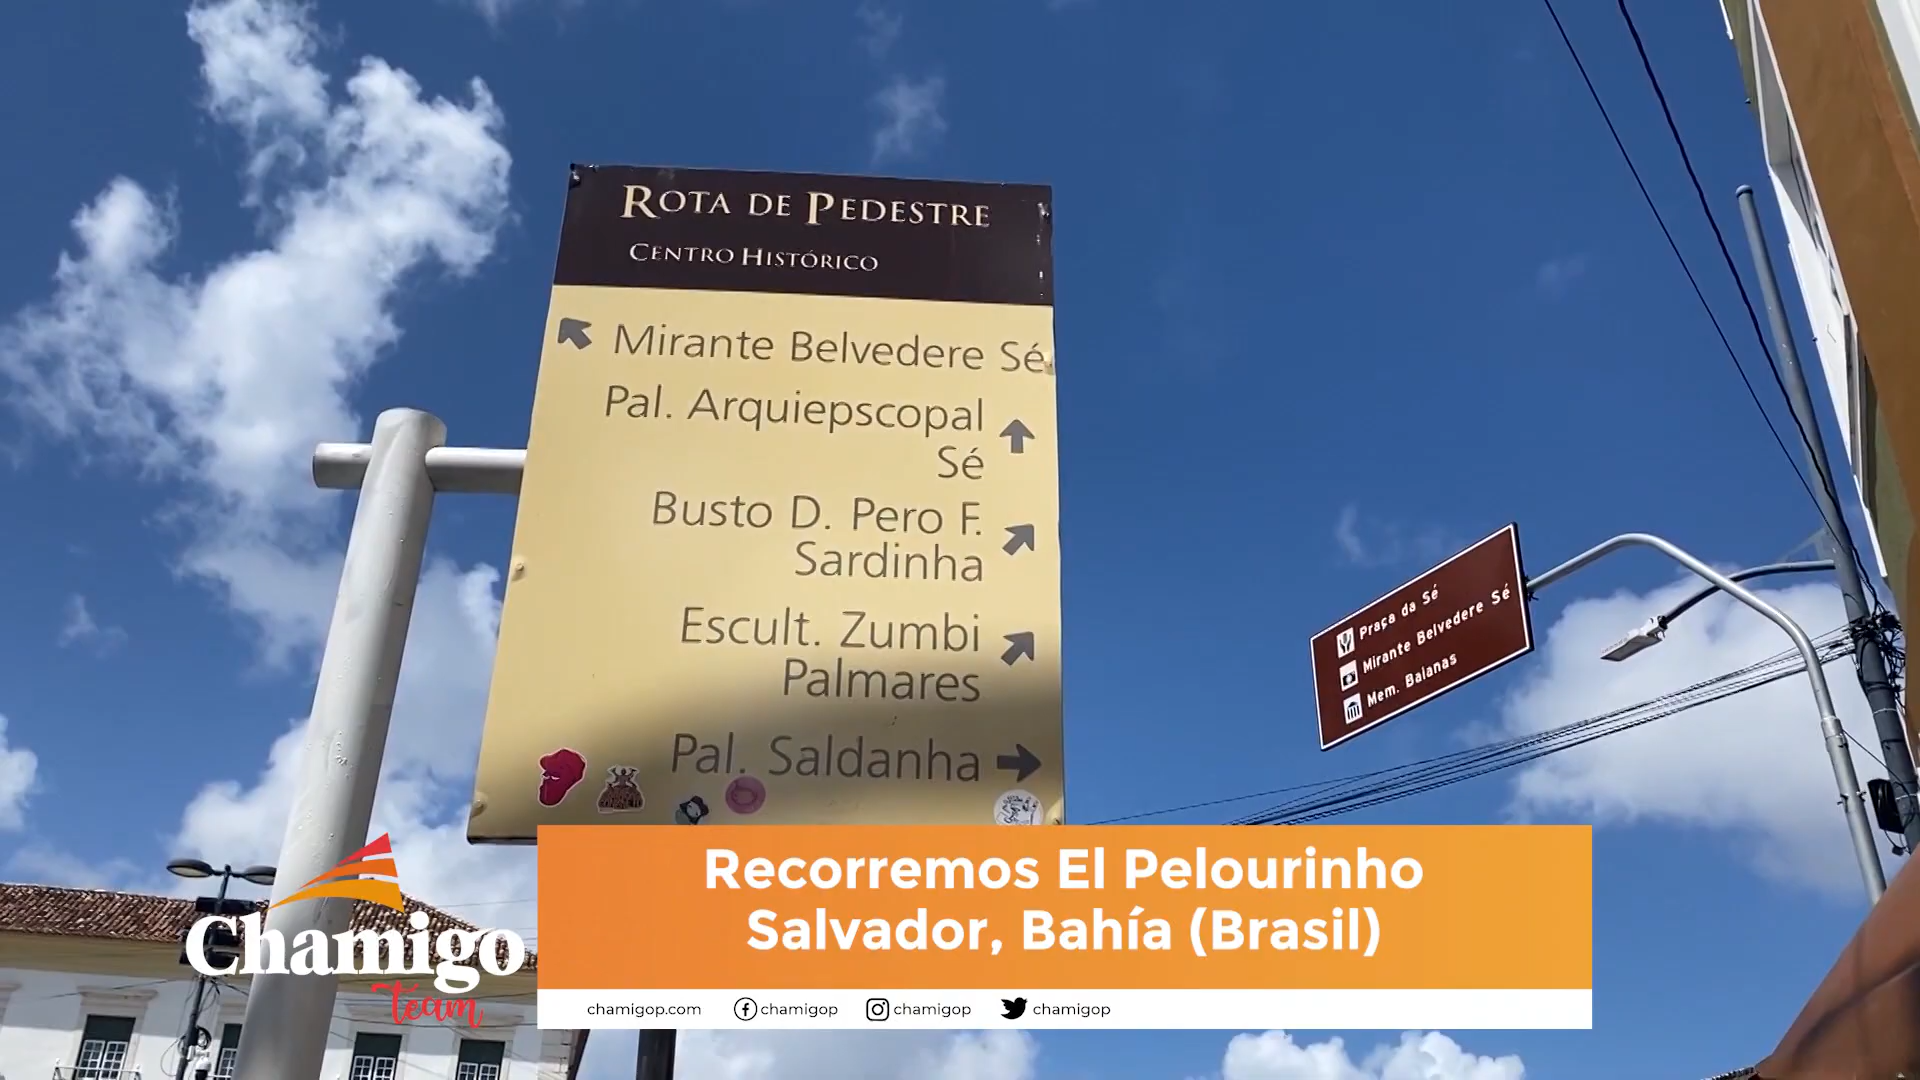 ROTA DE PEDESTRE
CENTRO HISTÓRICO
Mirante Belvedere Sé
Pal. Arquiepscopal
Sé
Busto D. Pero F.
Sardinha
Escult. Zumbi
Palmares
Pal. Saldanha
Praça da Sé
Mirante Belvedere Sé
Mem. Baianas
Chamigo
team
Recorremos El Pelourinho
Salvador, Bahía (Brasil)
chamigop.com chamigop chamigop chamigop